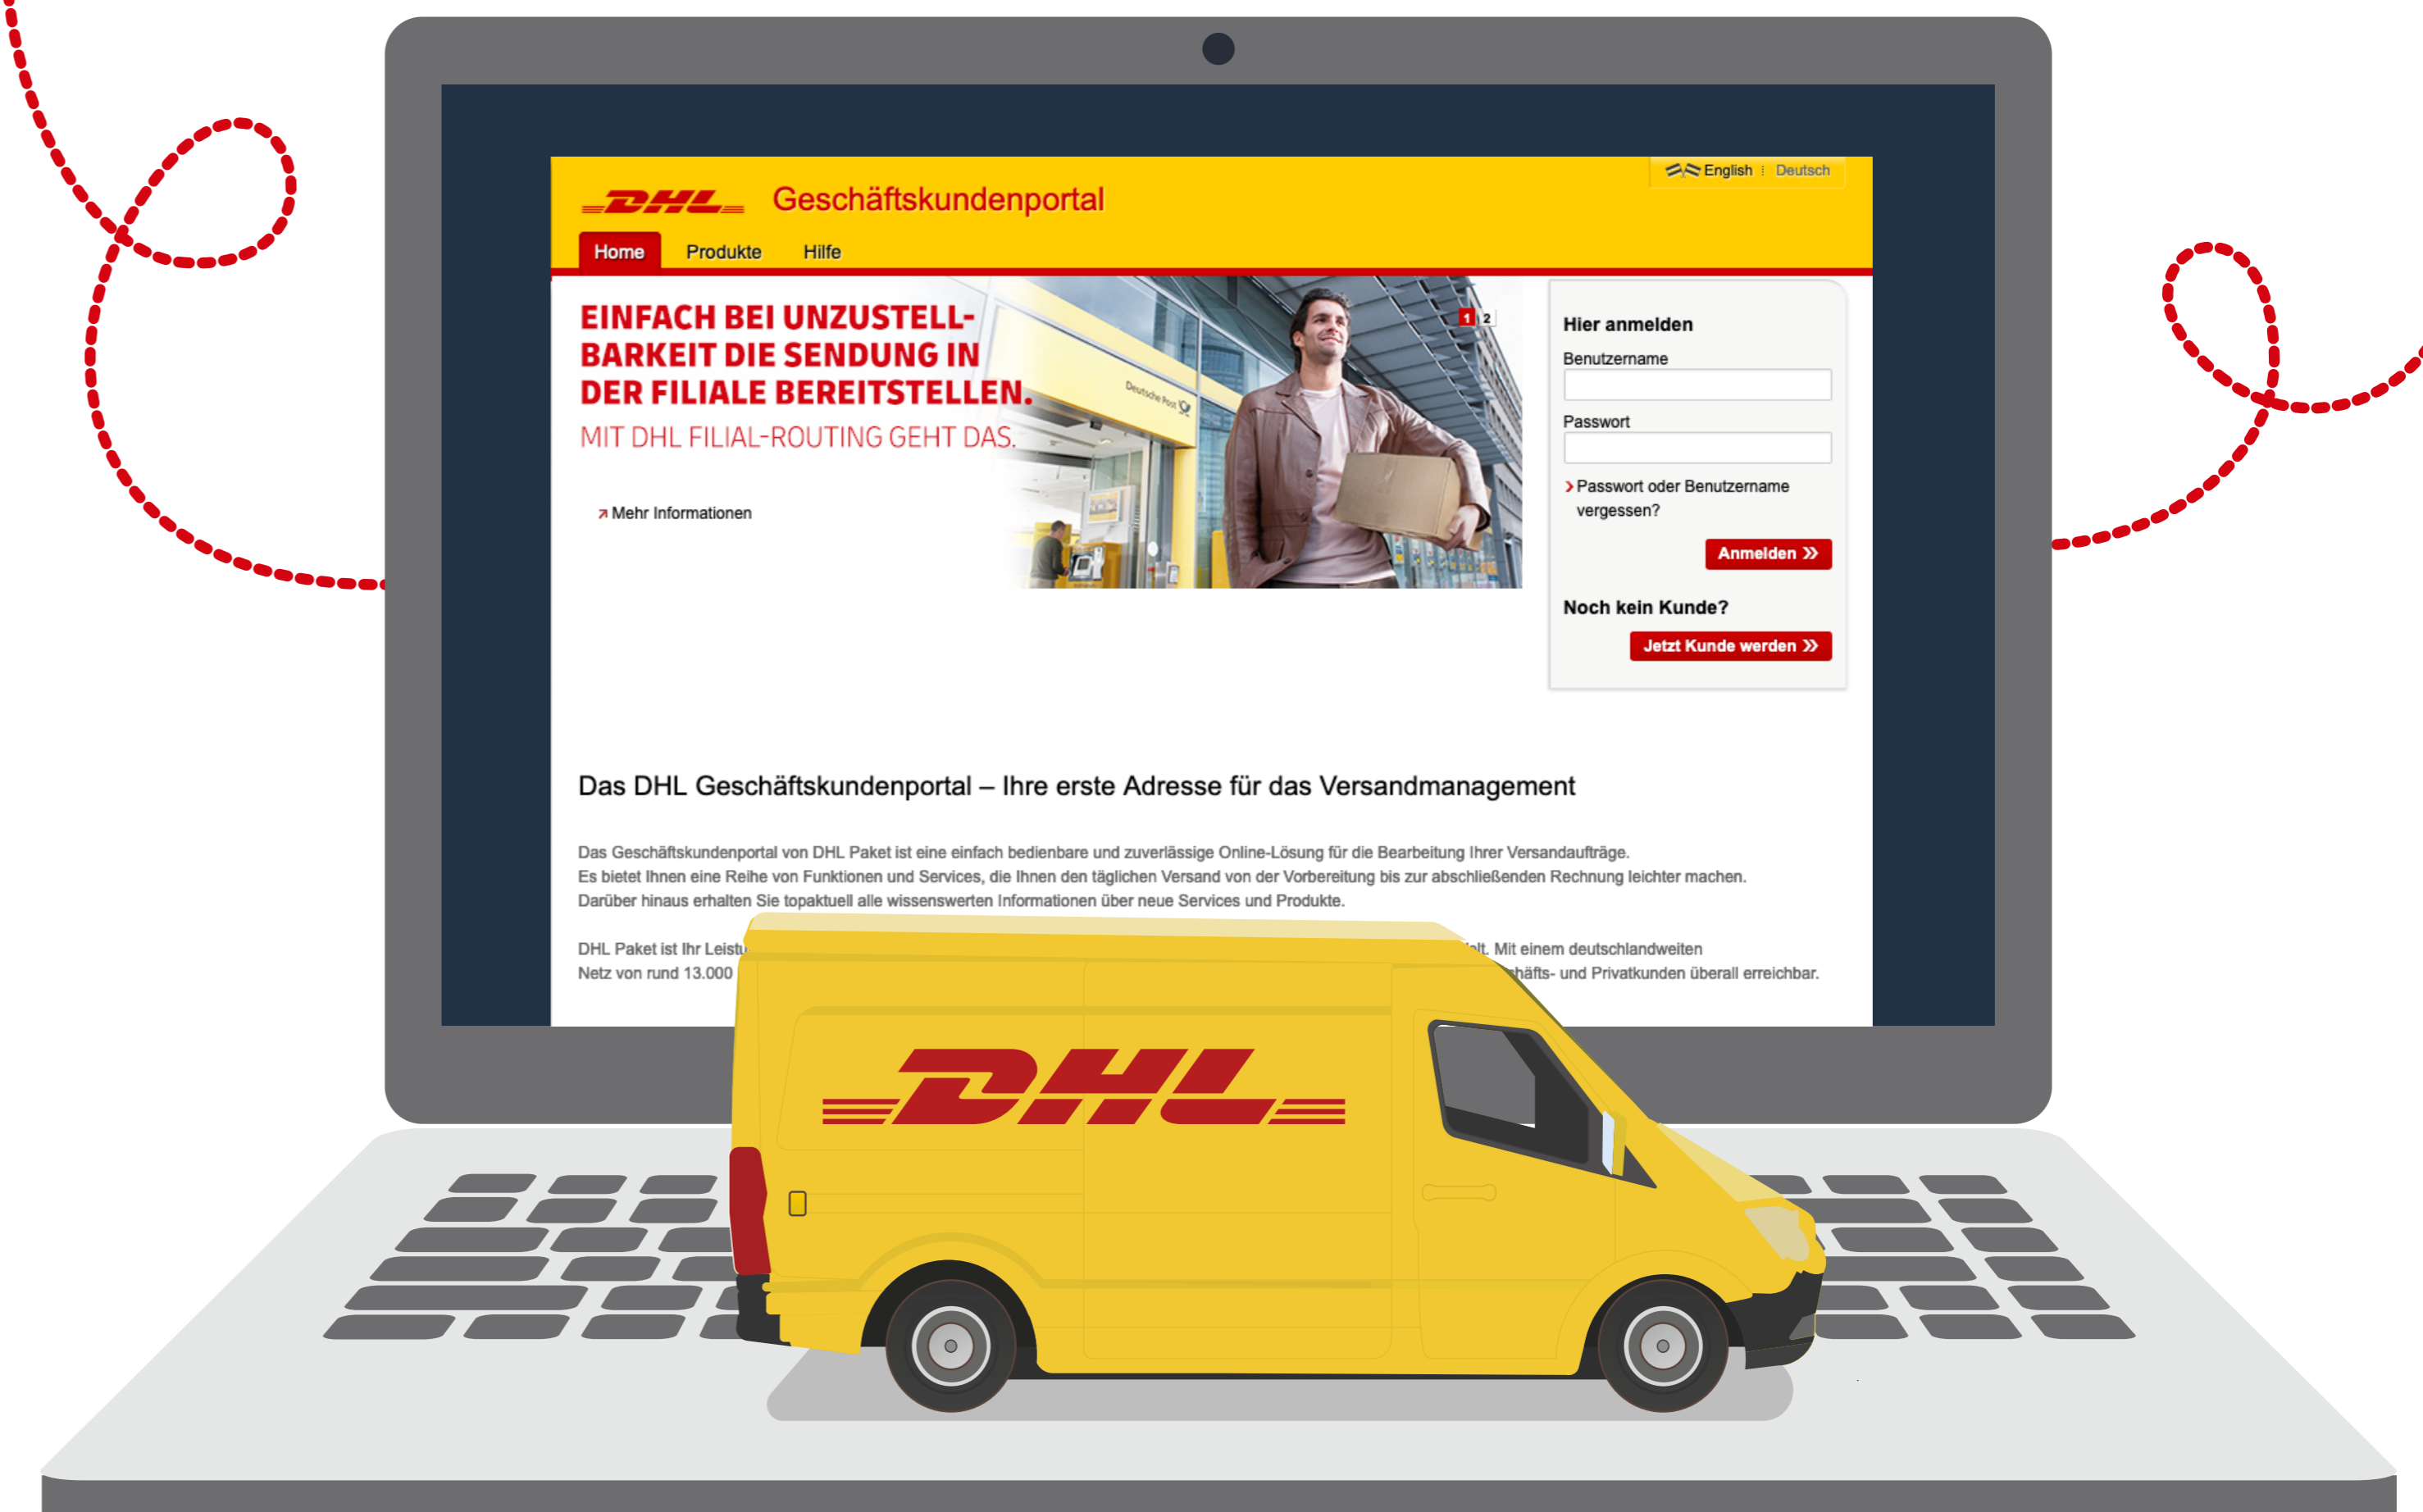 English Deutsch
DHL Geschäftskundenportal
Home Produkte Hilfe
EINFACH BEI UNZUSTELL-
BARKEIT DIE SENDUNG IN
DER FILIALE BEREITSTELLEN.
MIT DHL FILIAL-ROUTING GEHT DAS.
Mehr Informationen
Deutsche Post
1 2
Hier anmelden
Benutzername
Passwort
Passwort oder Benutzername
vergessen?
Anmelden
Noch kein Kunde?
Jetzt Kunde werden
Das DHL Geschäftskundenportal – Ihre erste Adresse für das Versandmanagement
Das Geschäftskundenportal von DHL Paket ist eine einfach bedienbare und zuverlässige Online-Lösung für die Bearbeitung Ihrer Versandaufträge.
Es bietet Ihnen eine Reihe von Funktionen und Services, die Ihnen den täglichen Versand von der Vorbereitung bis zur abschließenden Rechnung leichter machen.
Darüber hinaus erhalten Sie topaktuell alle wissenswerten Informationen über neue Services und Produkte.
DHL Paket ist Ihr Mit einem deutschlandweiten
Netz von rund 13.000 und Privatkunden überall erreichbar.
DHL